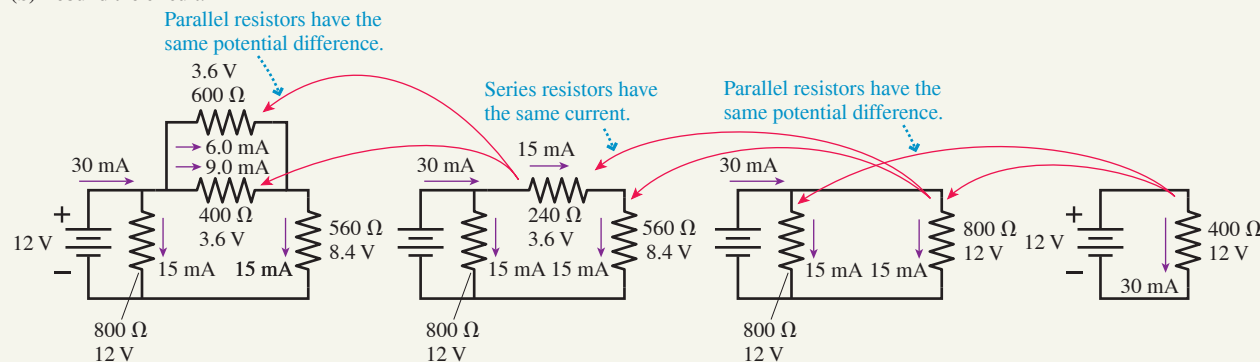 Parallel resistors have the
same potential difference.
3.6 V
600 Ω
6.0 mA
9.0 mA
30 mA
400 Ω
3.6 V
+
12 V
−
15 mA
15 mA
560 Ω
8.4 V
800 Ω
12 V
Series resistors have
the same current.
15 mA
30 mA
240 Ω
3.6 V
560 Ω
8.4 V
15 mA
15 mA
800 Ω
12 V
Parallel resistors have the
same potential difference.
30 mA
800 Ω
12 V
15 mA
15 mA
800 Ω
12 V
+
12 V
−
400 Ω
12 V
30 mA